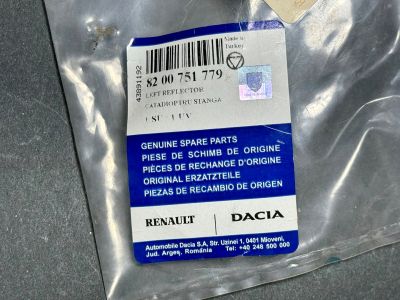 Made in
Turkey
43891192
82 00 751 779
LEFT REFLECTOR
CATADIOPTRU STANGA
GENUINE SPARE PARTS
PIESE DE SCHIMB DE ORIGINE
PIÈCES DE RECHANGE D'ORIGINE
ORIGINAL ERZATZTEILE
PIEZAS DE RECAMBIO DE ORIGEN
RENAULT DACIA
Automobile Dacia S.A, Str. Uzinei 1, 0401 Mioveni,
Jud. Argeș, România Tel: +40 248 500 000